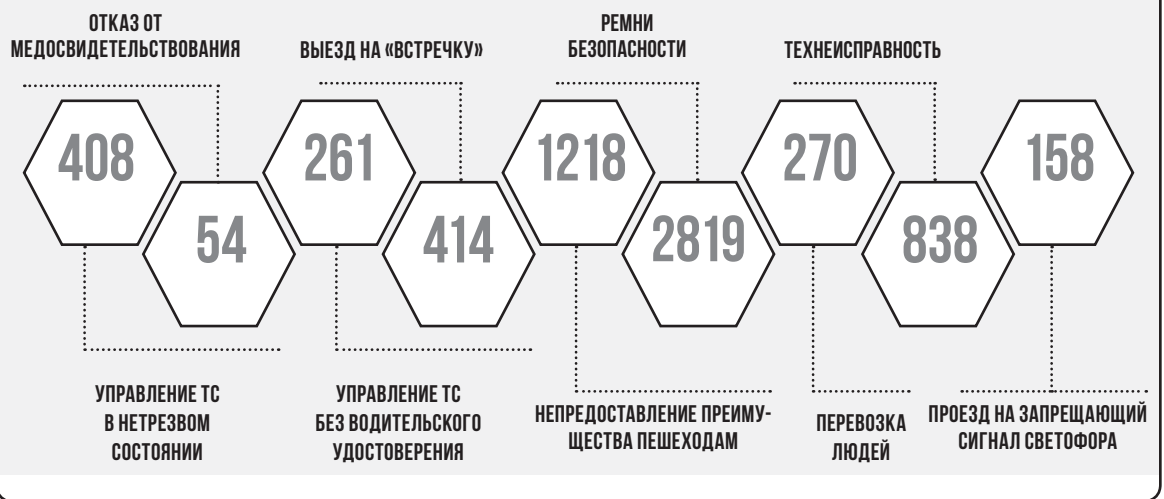 ОТКАЗ ОТ
МЕДОСВИДЕТЕЛЬСТВОВАНИЯ
ВЫЕЗД НА «ВСТРЕЧКУ»
РЕМНИ
БЕЗОПАСНОСТИ
ТЕХНЕИСПРАВНОСТЬ
408
54
261
414
1218
2819
270
838
158
УПРАВЛЕНИЕ ТС
В НЕТРЕЗВОМ
СОСТОЯНИИ
УПРАВЛЕНИЕ ТС
БЕЗ ВОДИТЕЛЬСКОГО
УДОСТОВЕРЕНИЯ
НЕПРЕДОСТАВЛЕНИЕ ПРЕИМУ-
ЩЕСТВА ПЕШЕХОДАМ
ПЕРЕВОЗКА
ЛЮДЕЙ
ПРОЕЗД НА ЗАПРЕЩАЮЩИЙ
СИГНАЛ СВЕТОФОРА